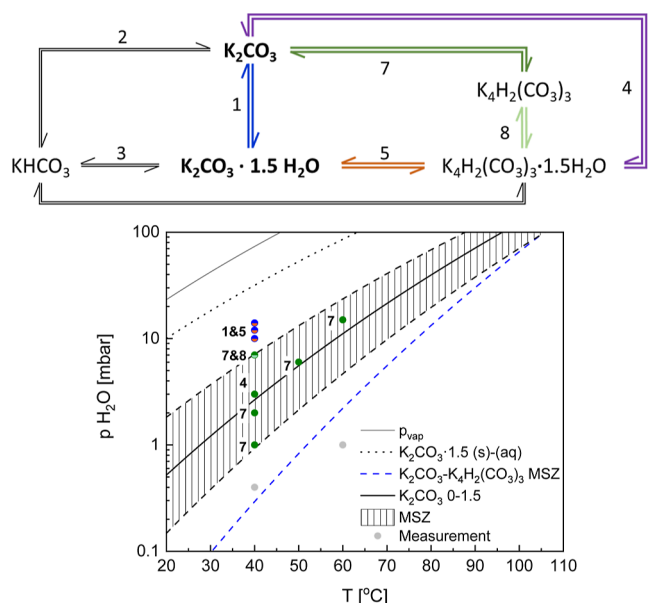 2
K₂CO₃
7
4
K₄H₂(CO₃)₃
1
8
KHCO₃
3
K₂CO₃ · 1.5 H₂O
5
K₄H₂(CO₃)₃·1.5H₂O
100
10
1
0.1
p H₂O [mbar]
1&5
7&8
4
7
7
7
7
p_vap
K₂CO₃·1.5 (s)-(aq)
K₂CO₃-K₄H₂(CO₃)₃ MSZ
K₂CO₃ 0-1.5
MSZ
Measurement
20 30 40 50 60 70 80 90 100 110
T [ºC]